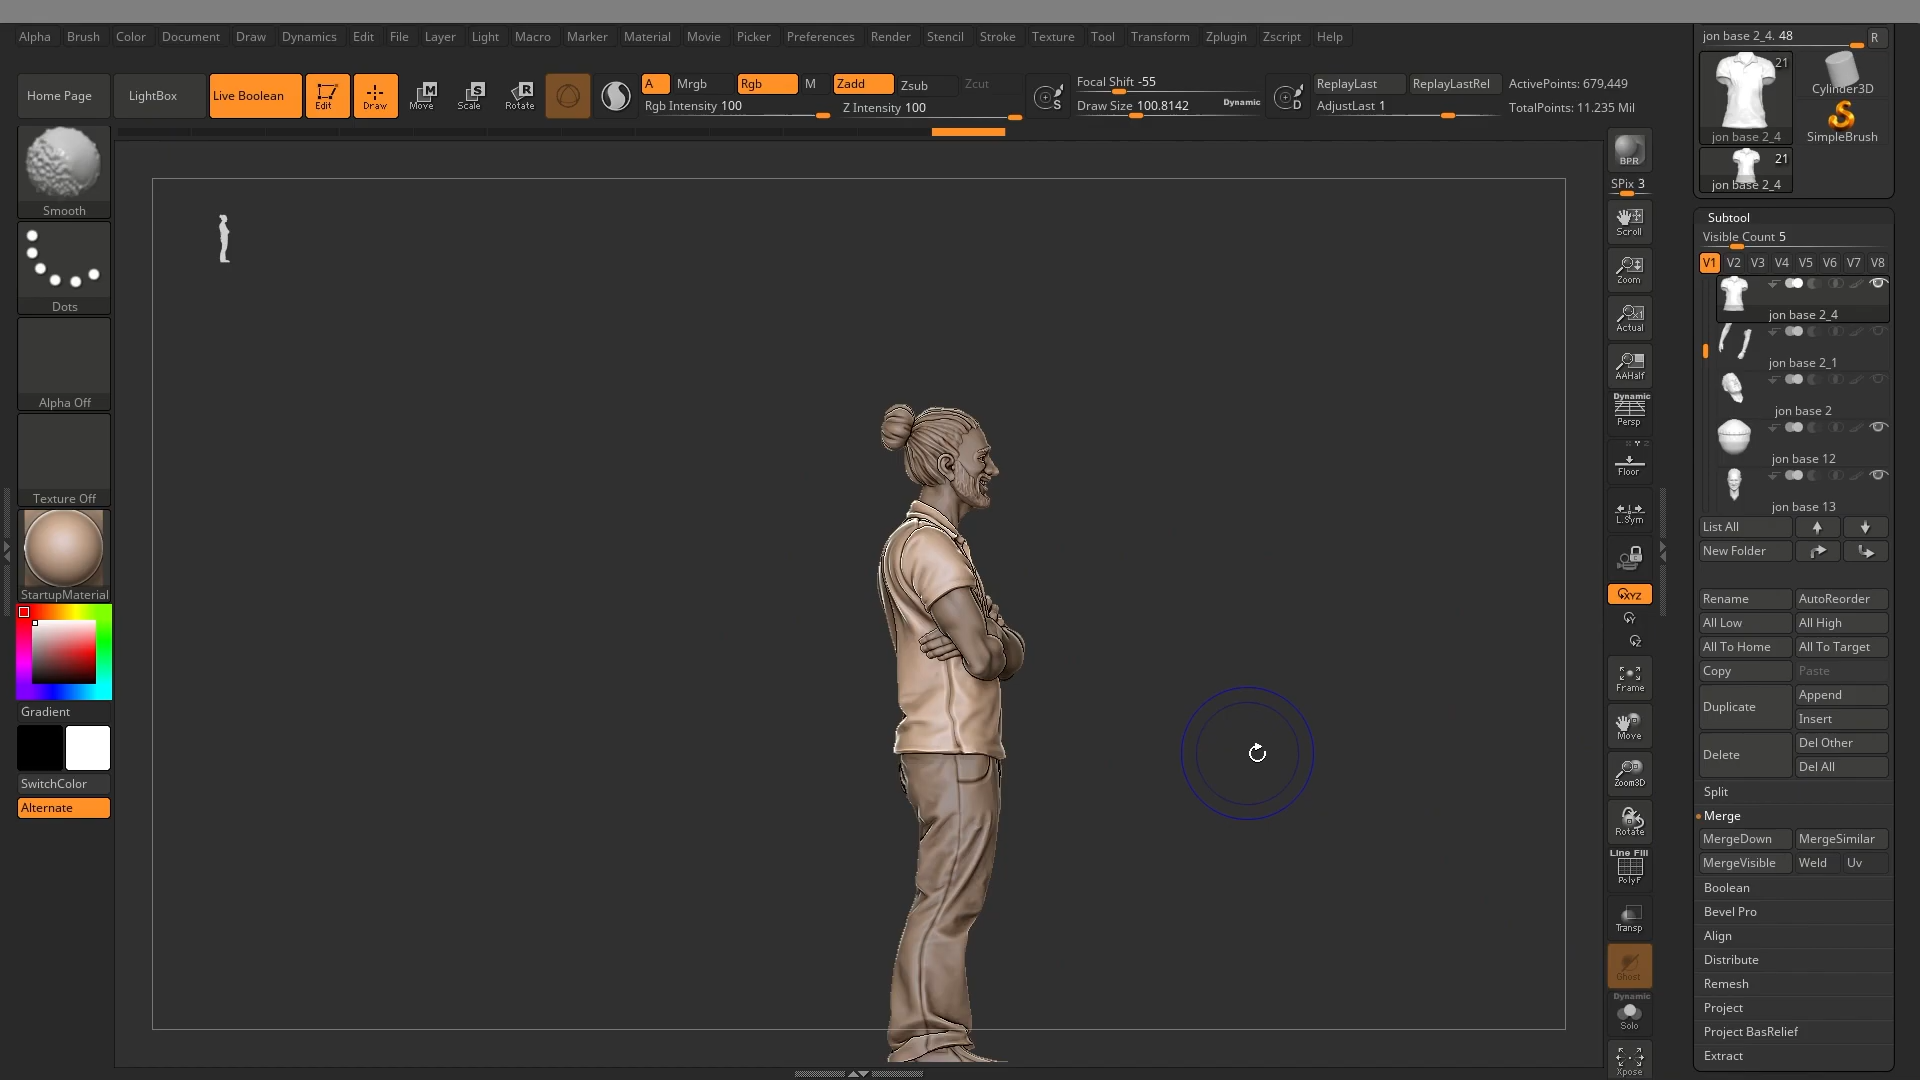 Alpha Brush Color Document Draw Dynamics Edit File Layer Light Macro Marker Material Movie Picker Preferences Render Stencil Stroke Texture Tool Transform Zplugin Zscript Help
Home Page
LightBox
Live Boolean
Edit
Draw
Move
Scale
Rotate
A Mrgb Rgb M Zadd Zsub Zcut
Rgb Intensity 100
Z Intensity 100
S
Focal Shift -55
Draw Size 100.8142
Dynamic
D
ReplayLast ReplayLastRel
AdjustLast 1
ActivePoints: 679,449
TotalPoints: 11.235 Mil
Smooth
Dots
Alpha Off
Texture Off
StartupMaterial
Gradient
SwitchColor
Alternate
BPR
SPix 3
Scroll
Zoom
Actual
AAHalf
Dynamic
Persp
Floor
L.Sym
XYZ
Y
Z
Frame
Move
Zoom3D
Rotate
Line Fill
PolyF
Transp
Ghost
Dynamic
Solo
Xpose
jon base 2_4. 48
R
21
jon base 2_4
Cylinder3D
SimpleBrush
21
jon base 2_4
Subtool
Visible Count 5
V1 V2 V3 V4 V5 V6 V7 V8
jon base 2_4
jon base 2_1
jon base 2
jon base 12
jon base 13
List All
New Folder
Rename AutoReorder
All Low All High
All To Home All To Target
Copy Paste
Duplicate Append
Insert
Delete Del Other
Del All
Split
Merge
MergeDown MergeSimilar
MergeVisible Weld Uv
Boolean
Bevel Pro
Align
Distribute
Remesh
Project
Project BasRelief
Extract